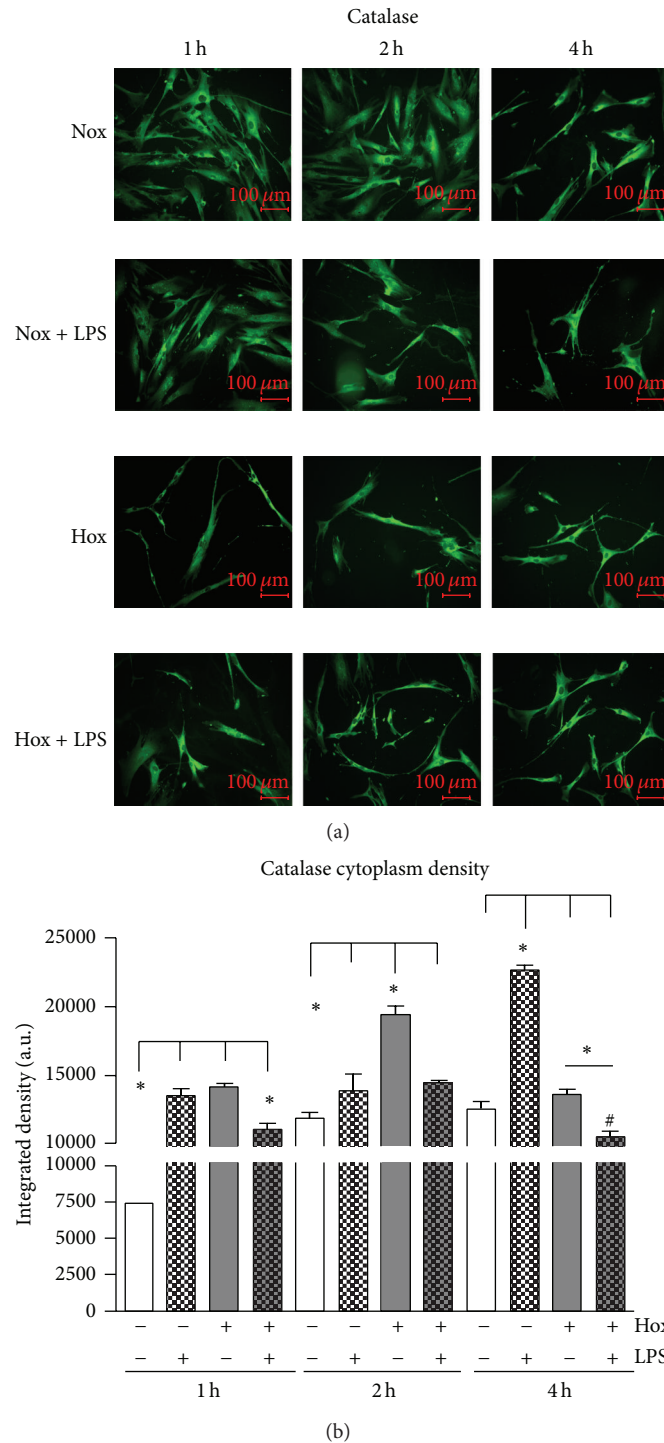 Catalase
1 h 2 h 4 h
Nox
100 μm 100 μm 100 μm
Nox + LPS
100 μm 100 μm 100 μm
Hox
100 μm 100 μm 100 μm
Hox + LPS
100 μm 100 μm 100 μm
(a)
Catalase cytoplasm density
Integrated density (a.u.)
25000
20000
15000
10000
10000
7500
5000
2500
0
* * * * * * * #
− − + + − − + + − − + + Hox
− + − + − + − + − + − + LPS
1 h 2 h 4 h
(b)